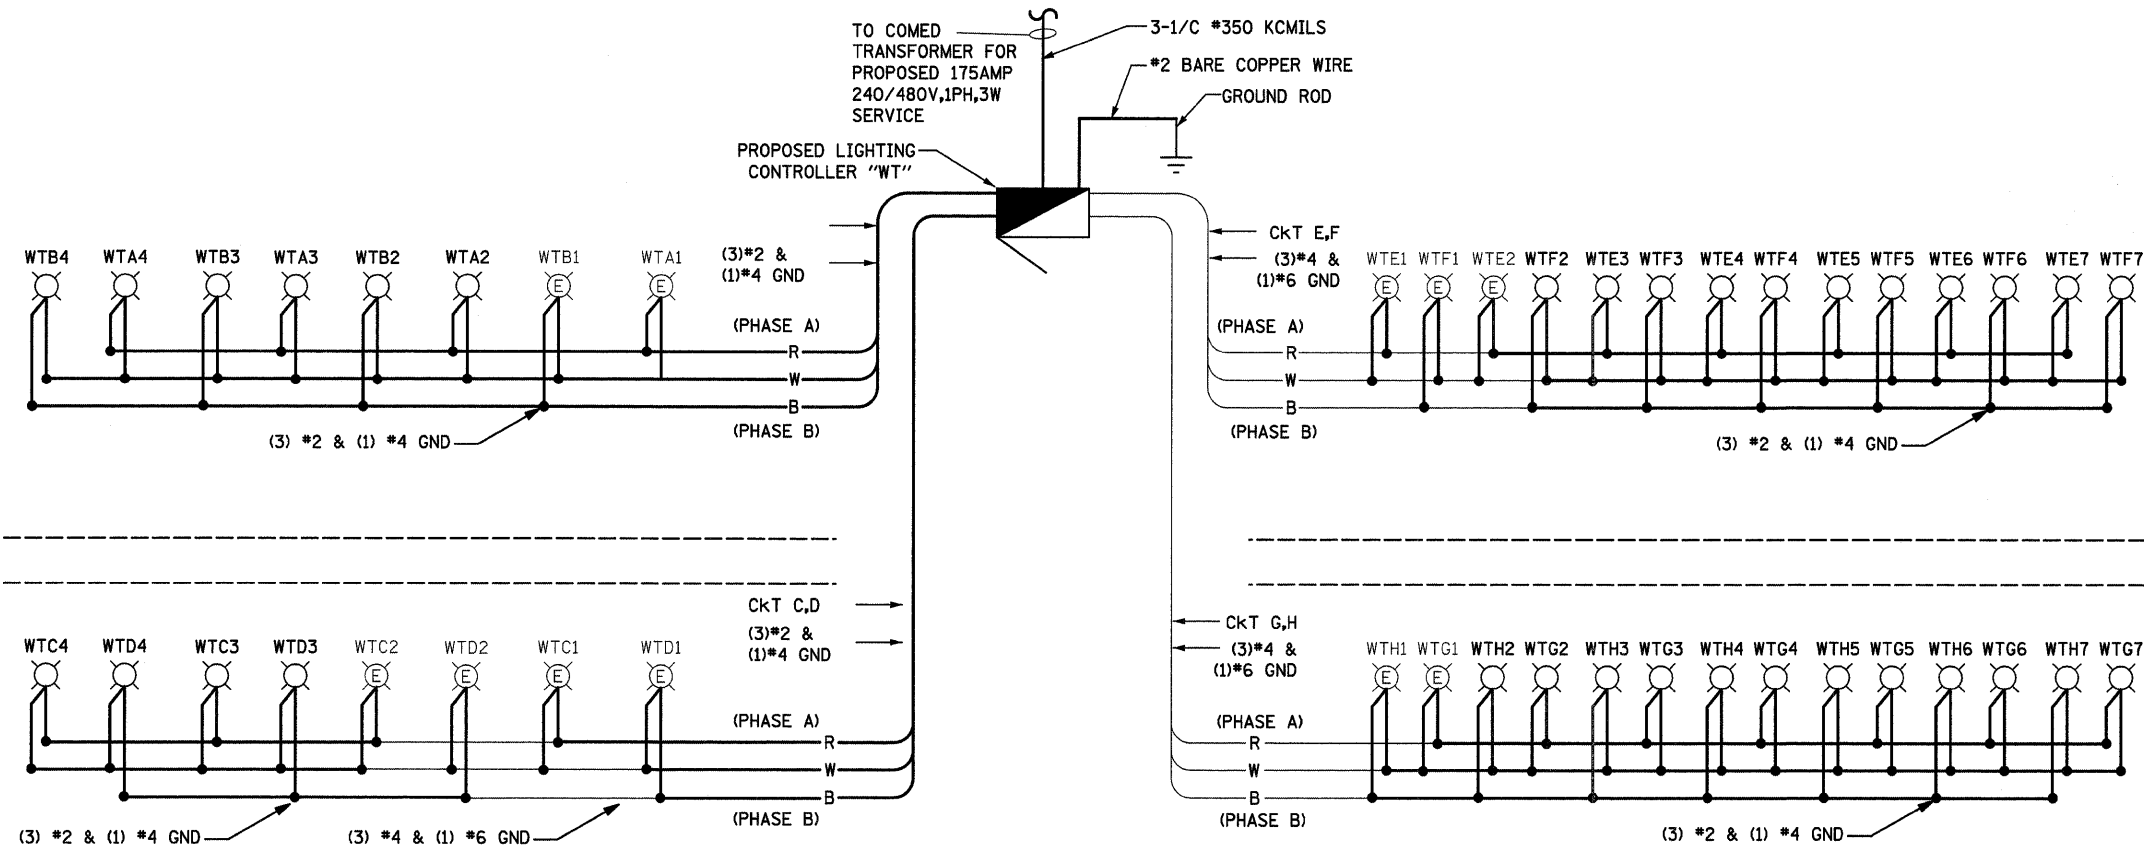 TO COMED
TRANSFORMER FOR
PROPOSED 175AMP
240/480V,1PH,3W
SERVICE
3-1/C #350 KCMILS
#2 BARE COPPER WIRE
GROUND ROD
PROPOSED LIGHTING
CONTROLLER "WT"
(3)#2 &
(1)#4 GND
WTB4 WTA4 WTB3 WTA3 WTB2 WTA2 WTB1 WTA1
E E
(PHASE A)
R
W
B
(PHASE B)
(3) #2 & (1) #4 GND
CKT E,F
(3)#4 &
(1)#6 GND
WTE1 WTF1 WTE2 WTF2 WTE3 WTF3 WTE4 WTF4 WTE5 WTF5 WTE6 WTF6 WTE7 WTF7
E E E
(PHASE A)
R
W
B
(PHASE B)
(3) #2 & (1) #4 GND
CKT C,D
(3)#2 &
(1)#4 GND
WTC4 WTD4 WTC3 WTD3 WTC2 WTD2 WTC1 WTD1
E E E E
(PHASE A)
R
W
B
(PHASE B)
(3) #2 & (1) #4 GND
(3) #4 & (1) #6 GND
CKT G,H
(3)#4 &
(1)#6 GND
WTH1 WTG1 WTH2 WTG2 WTH3 WTG3 WTH4 WTG4 WTH5 WTG5 WTH6 WTG6 WTH7 WTG7
E E
(PHASE A)
R
W
B
(PHASE B)
(3) #2 & (1) #4 GND